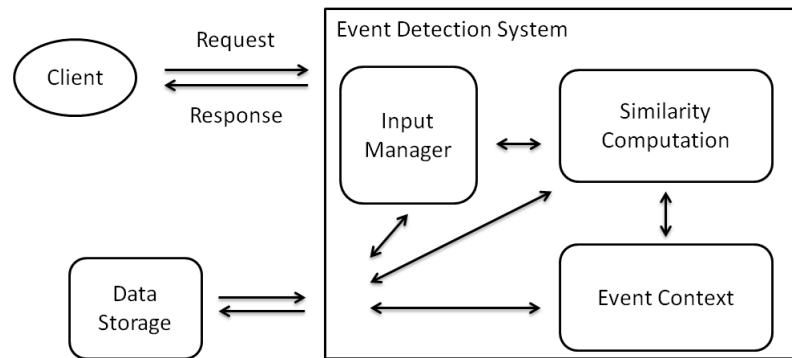 Request
Client
Response
Event Detection System
Input
Manager
Similarity
Computation
Data
Storage
Event Context